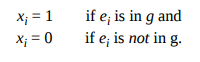 xᵢ = 1 if eᵢ is in g and
xᵢ = 0 if eᵢ is not in g.